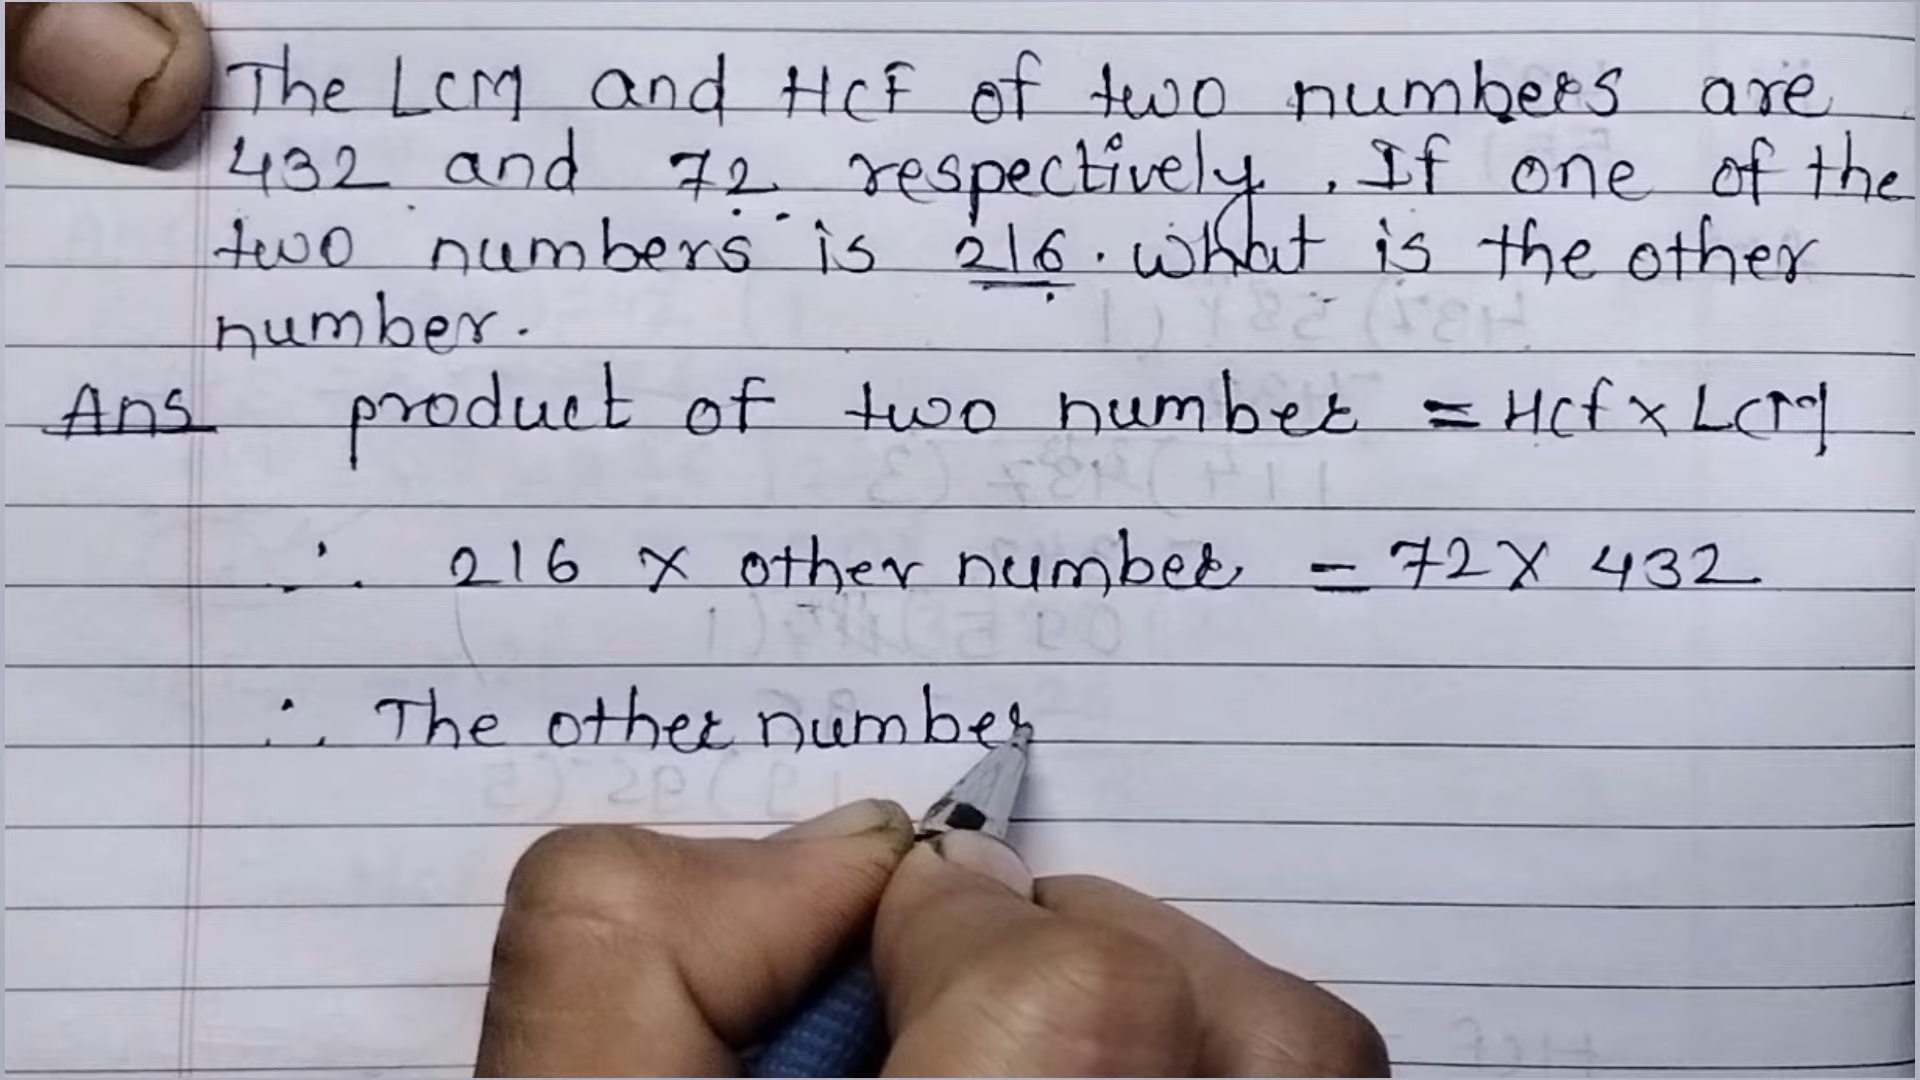 The LCM and HCF of two numbers are
432 and 72 respectively. If one of the
two numbers is 216. What is the other
number.
Ans product of two number = HCf x LCM
∴ 216 x other number = 72 x 432
∴ The other number